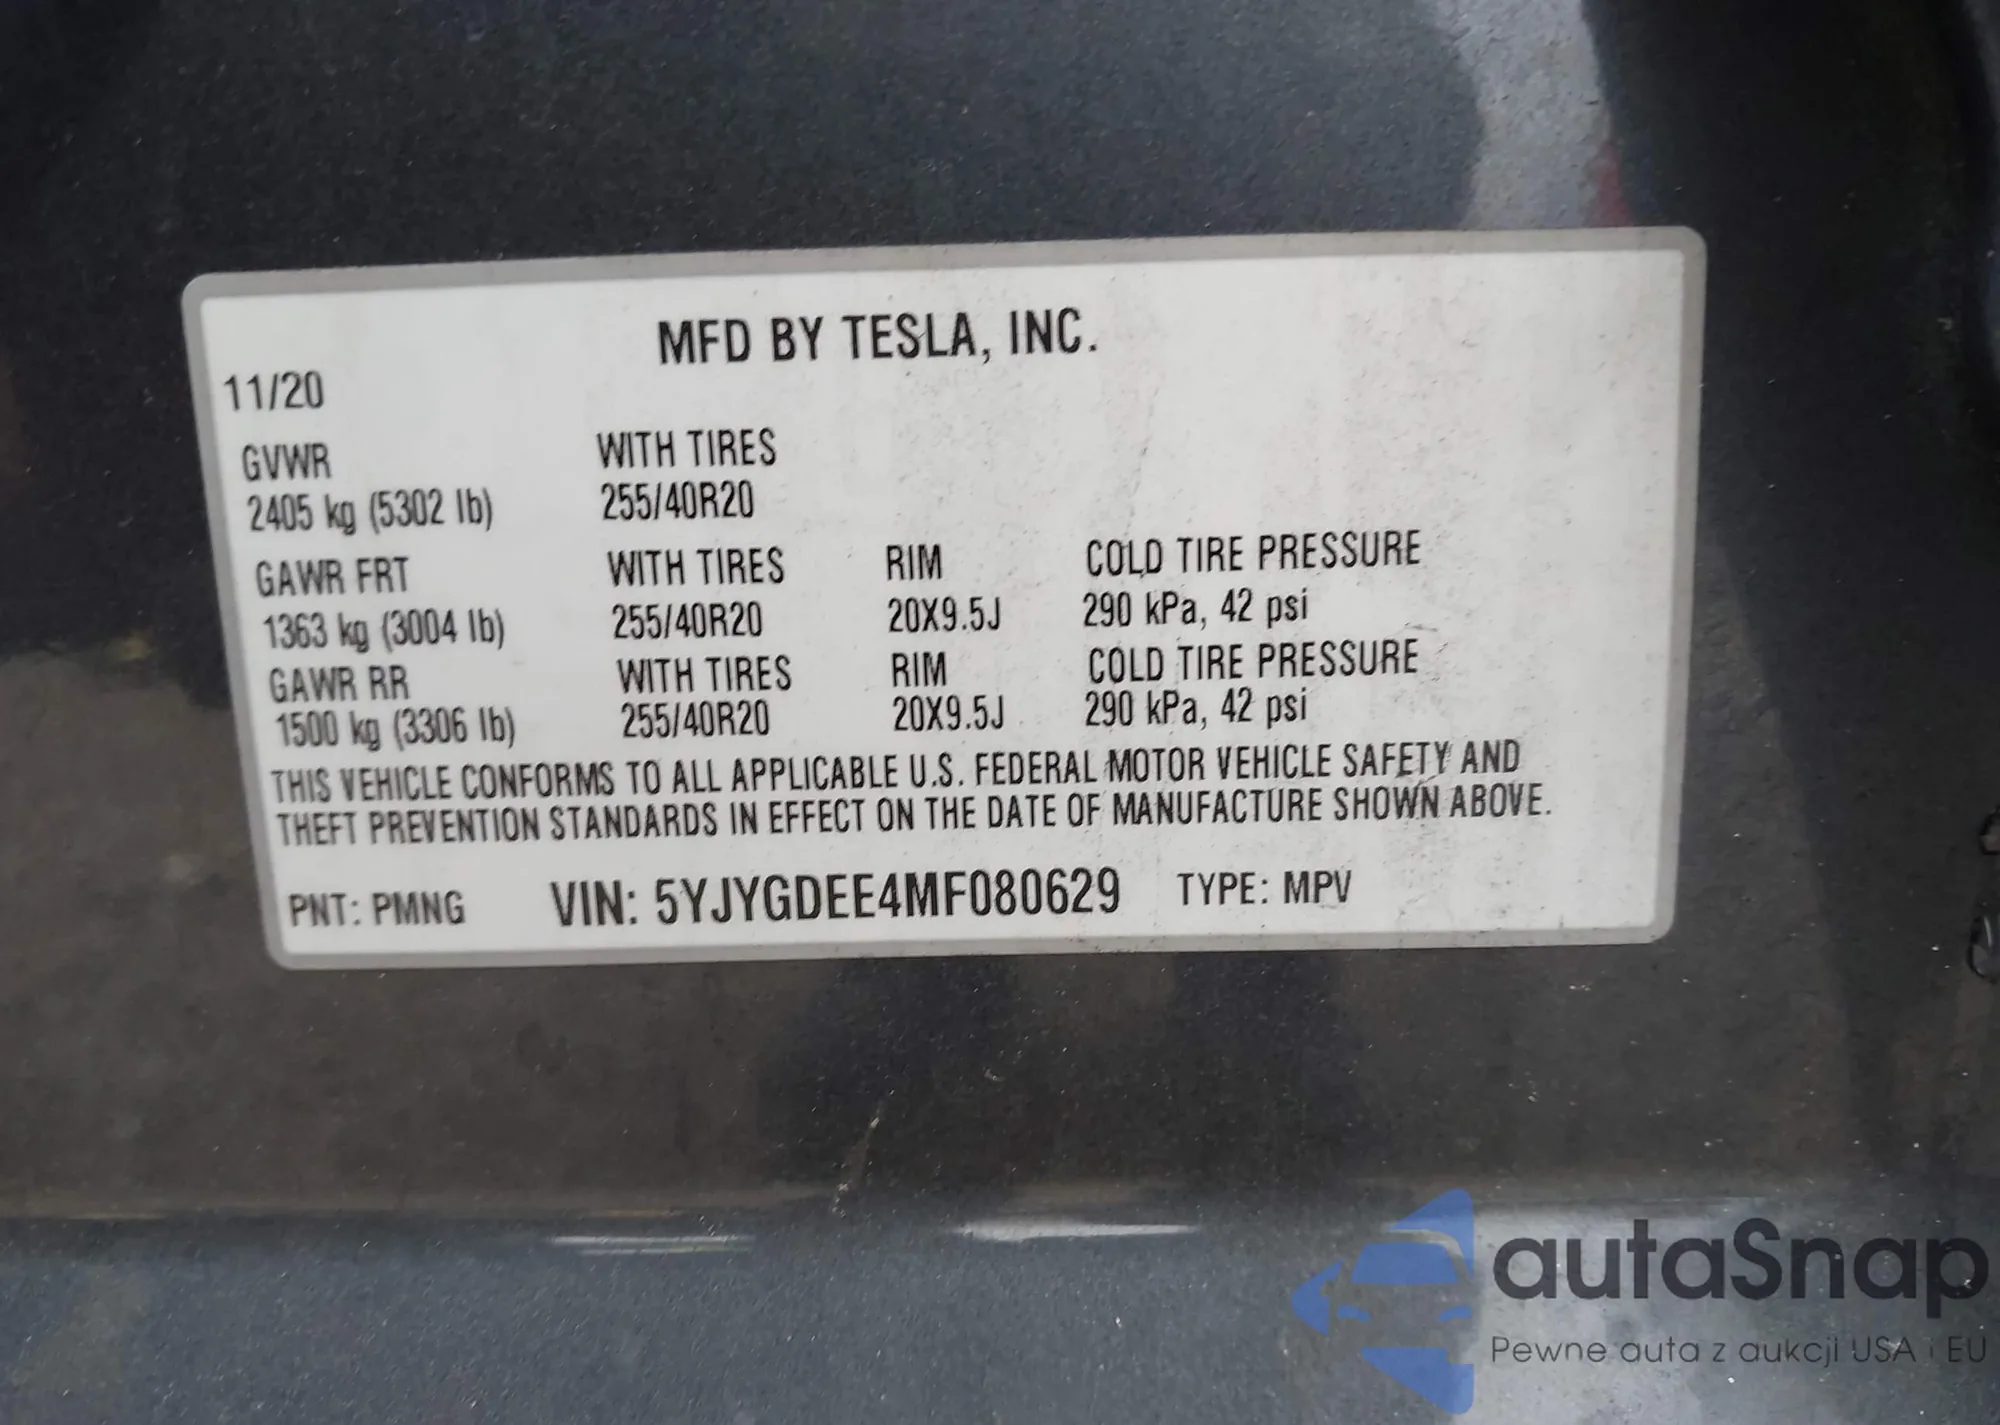 MFD BY TESLA, INC.
11/20
GVWR WITH TIRES
2405 kg (5302 lb) 255/40R20
GAWR FRT WITH TIRES RIM COLD TIRE PRESSURE
1363 kg (3004 lb) 255/40R20 20X9.5J 290 kPa, 42 psi
GAWR RR WITH TIRES RIM COLD TIRE PRESSURE
1500 kg (3306 lb) 255/40R20 20X9.5J 290 kPa, 42 psi
THIS VEHICLE CONFORMS TO ALL APPLICABLE U.S. FEDERAL MOTOR VEHICLE SAFETY AND
THEFT PREVENTION STANDARDS IN EFFECT ON THE DATE OF MANUFACTURE SHOWN ABOVE.
PNT: PMNG VIN: 5YJYGDEE4MF080629 TYPE: MPV
autaSnap
Pewne auta z aukcji USA i EU